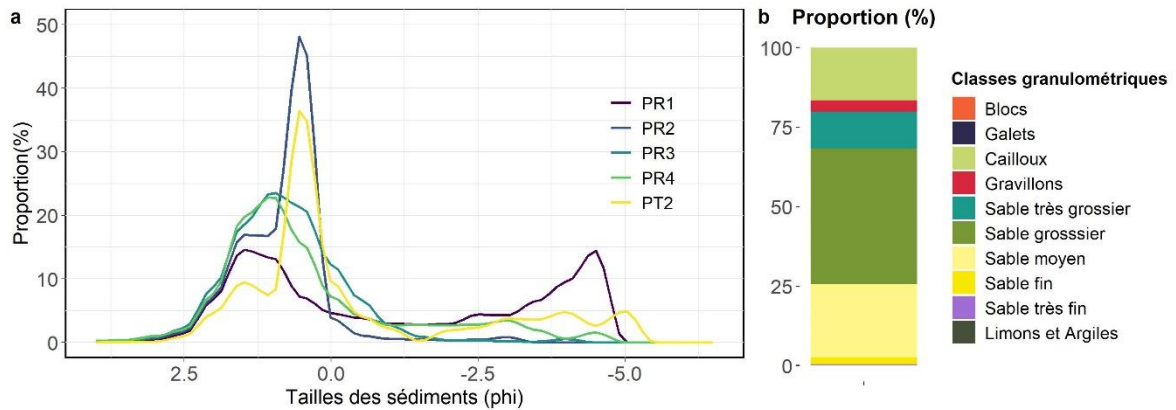 a
50
40
30
20
10
0
Proportion(%)
2.5 0.0 -2.5 -5.0
Tailles des sédiments (phi)
PR1
PR2
PR3
PR4
PT2
b Proportion (%)
100
75
50
25
0
Classes granulométriques
Blocs
Galets
Cailloux
Gravillons
Sable très grossier
Sable grosssier
Sable moyen
Sable fin
Sable très fin
Limons et Argiles